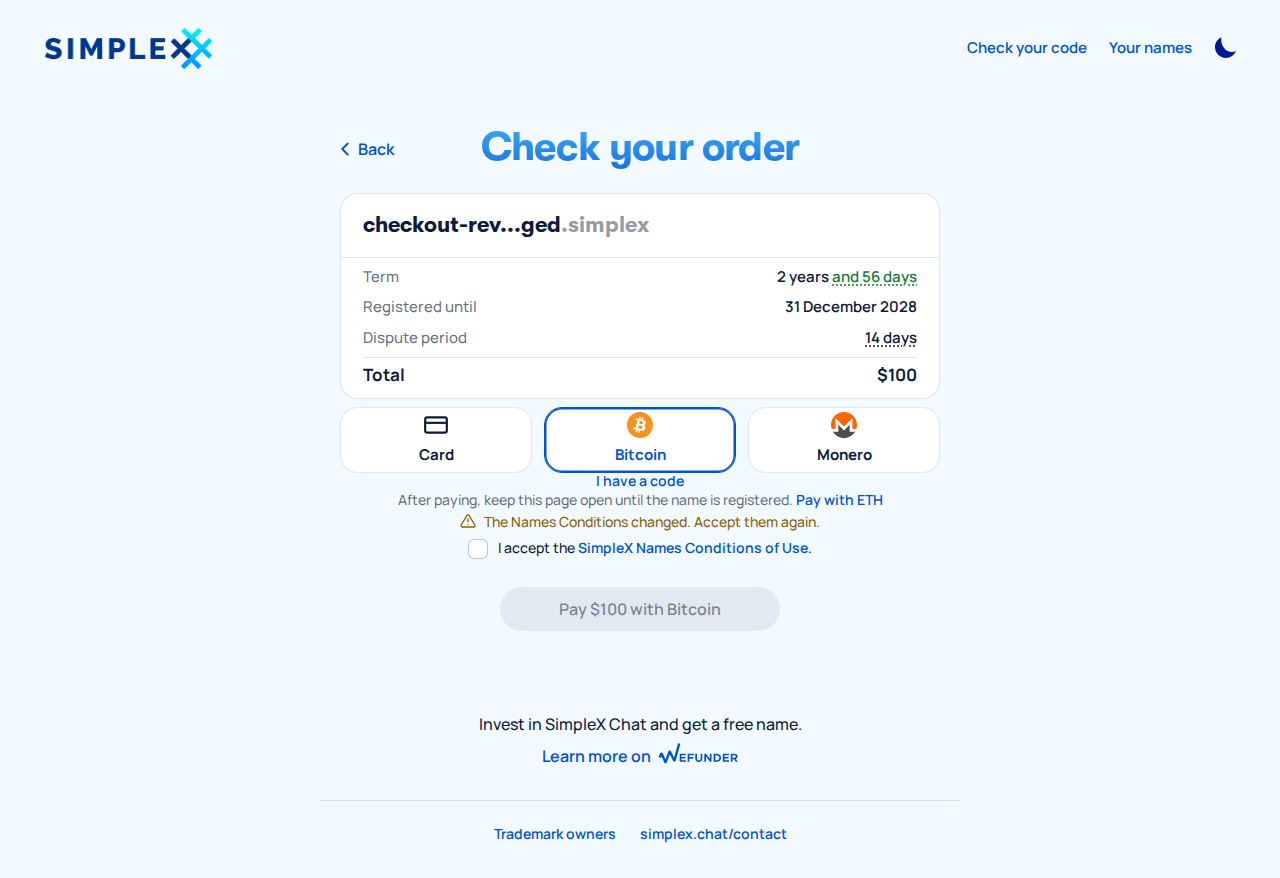 SIMPLEX
Check your code
Your names
Back
Check your order
checkout-rev...ged.simplex
Term
2 years and 56 days
Registered until
31 December 2028
Dispute period
14 days
Total
$100
Card
Bitcoin
Monero
I have a code
After paying, keep this page open until the name is registered. Pay with ETH
The Names Conditions changed. Accept them again.
I accept the SimpleX Names Conditions of Use.
Pay $100 with Bitcoin
Invest in SimpleX Chat and get a free name.
Learn more on WEFUNDER
Trademark owners
simplex.chat/contact